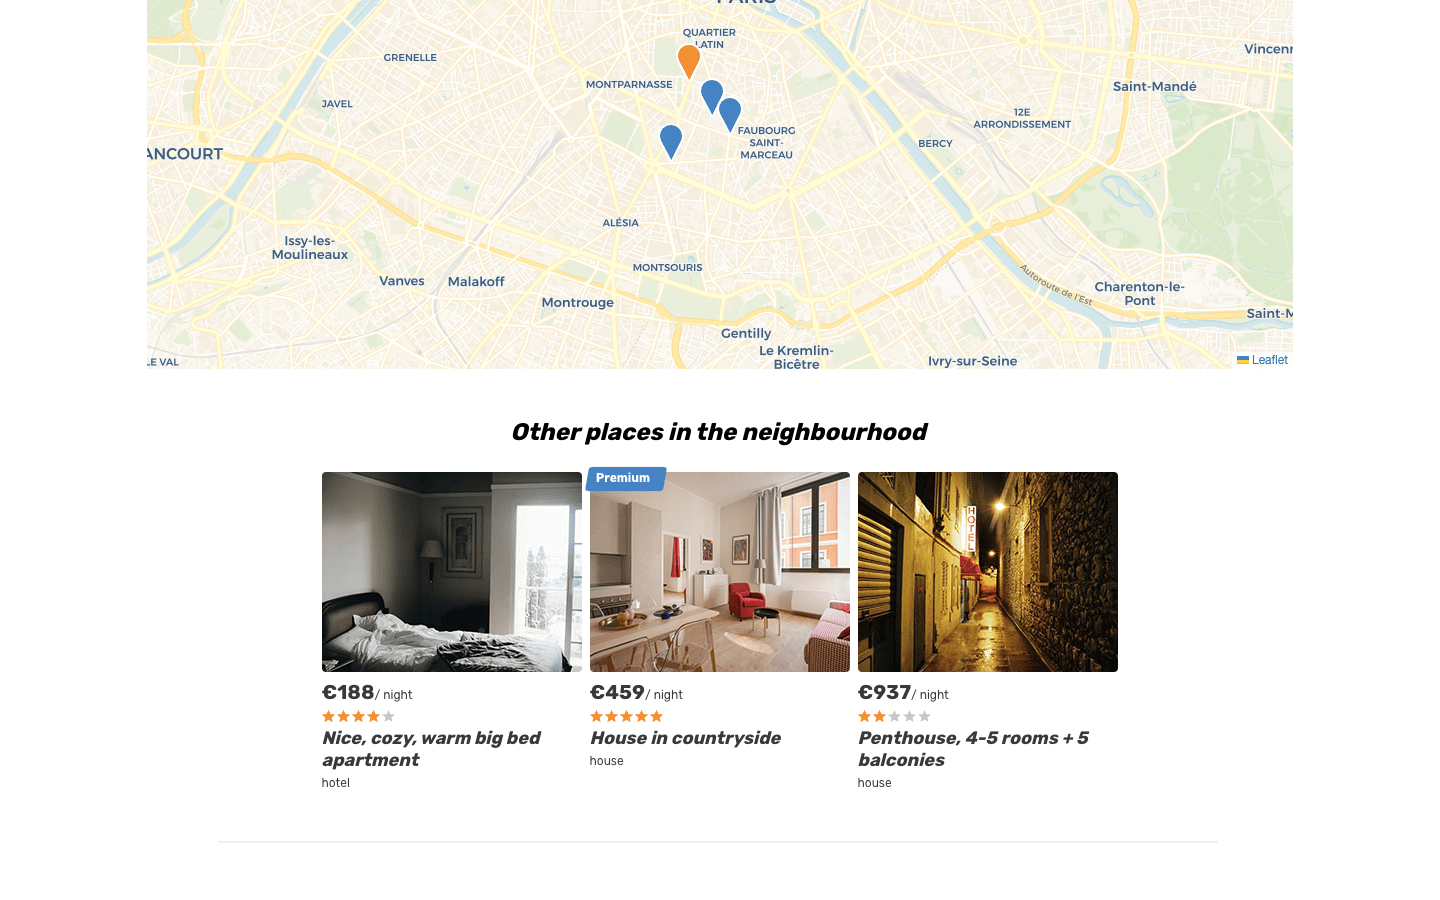 PARIS
QUARTIER
LATIN
GRENELLE
Vincenn
MONTPARNASSE
Saint-Mandé
JAVEL
12E
ARRONDISSEMENT
FAUBOURG
SAINT-
MARCEAU
BERCY
ANCOURT
ALÉSIA
Issy-les-
Moulineaux
MONTSOURIS
Vanves
Malakoff
Autoroute de l'Est
Charenton-le-
Pont
Montrouge
Saint-M
Gentilly
Le Kremlin-
Bicêtre
LE VAL
Ivry-sur-Seine
Leaflet
Other places in the neighbourhood
Premium
HOTEL
HOTEL
€188/ night
Nice, cozy, warm big bed
apartment
hotel
€459/ night
House in countryside
house
€937/ night
Penthouse, 4-5 rooms + 5
balconies
house